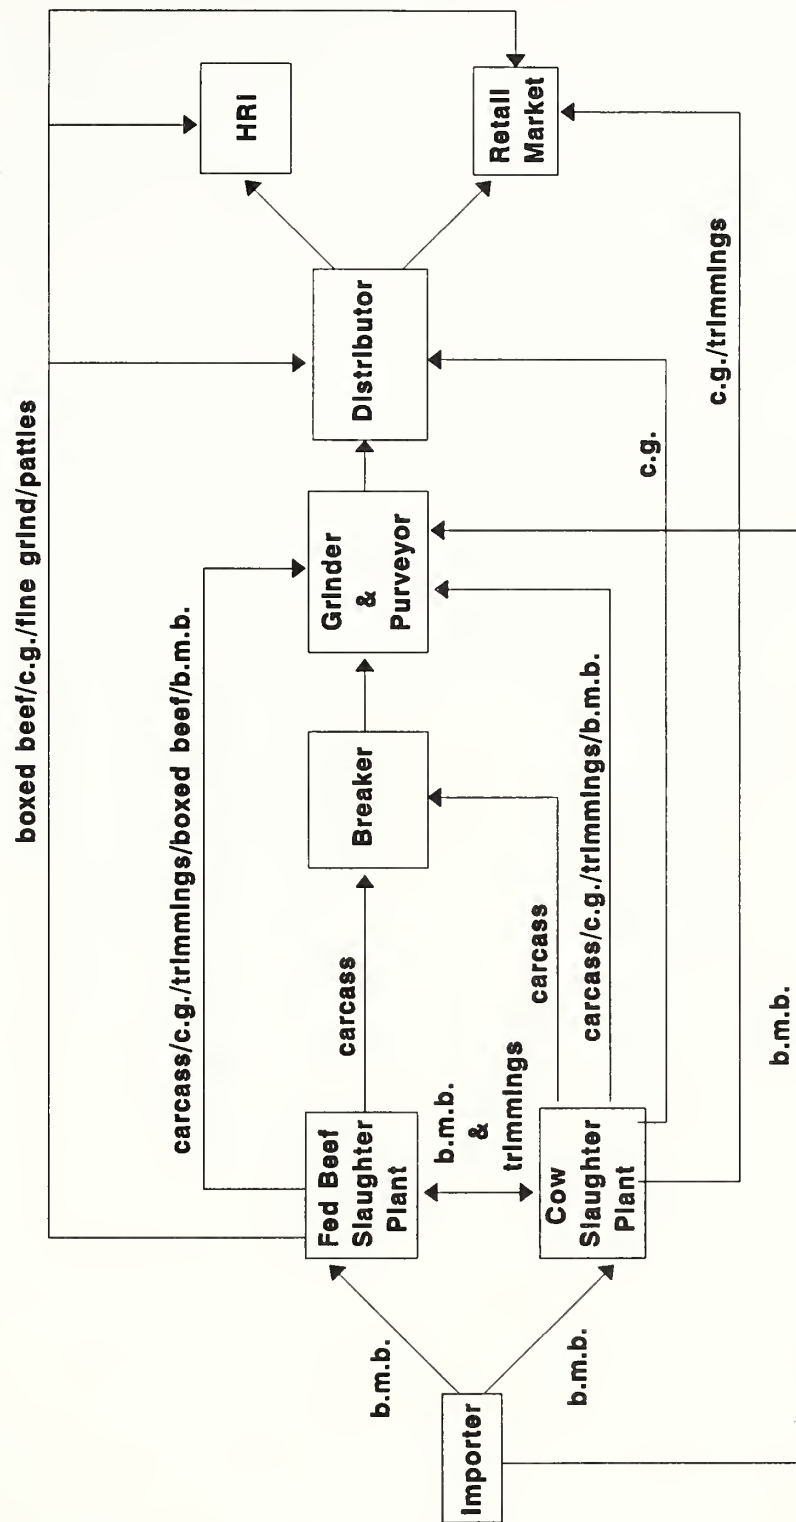 boxed beef/c.g./fine grind/patties
carcass/c.g./trimmings/boxed beef/b.m.b.
Importer
b.m.b.
b.m.b.
Fed Beef
Slaughter
Plant
b.m.b.
&
trimmings
Cow
Slaughter
Plant
carcass
Breaker
carcass
carcass/c.g./trimmings/b.m.b.
Grinder
&
Purveyor
Distributor
HRI
Retail
Market
c.g.
c.g./trimmings
b.m.b.